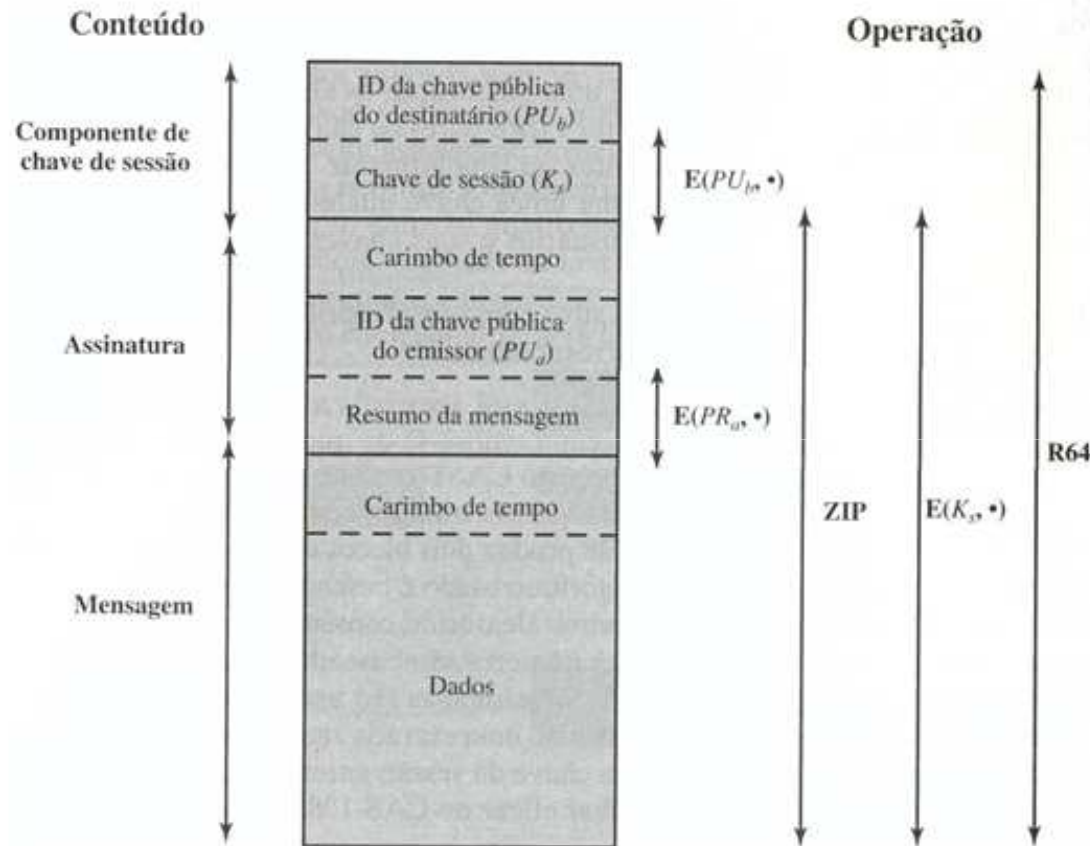 Conteúdo
Operação
Componente de
chave de sessão
ID da chave pública
do destinatário (PU_b)
Chave de sessão (K_s)
E(PU_b, •)
Assinatura
Carimbo de tempo
ID da chave pública
do emissor (PU_a)
Resumo da mensagem
E(PR_a, •)
Mensagem
Carimbo de tempo
Dados
ZIP
E(K_s, •)
R64